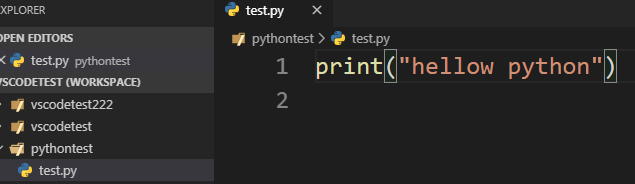 EXPLORER
OPEN EDITORS
test.py pythontest
VSCODETEST (WORKSPACE)
vscodetest222
vscodetest
pythontest
test.py
test.py
pythontest > test.py
1 print("hellow python")
2